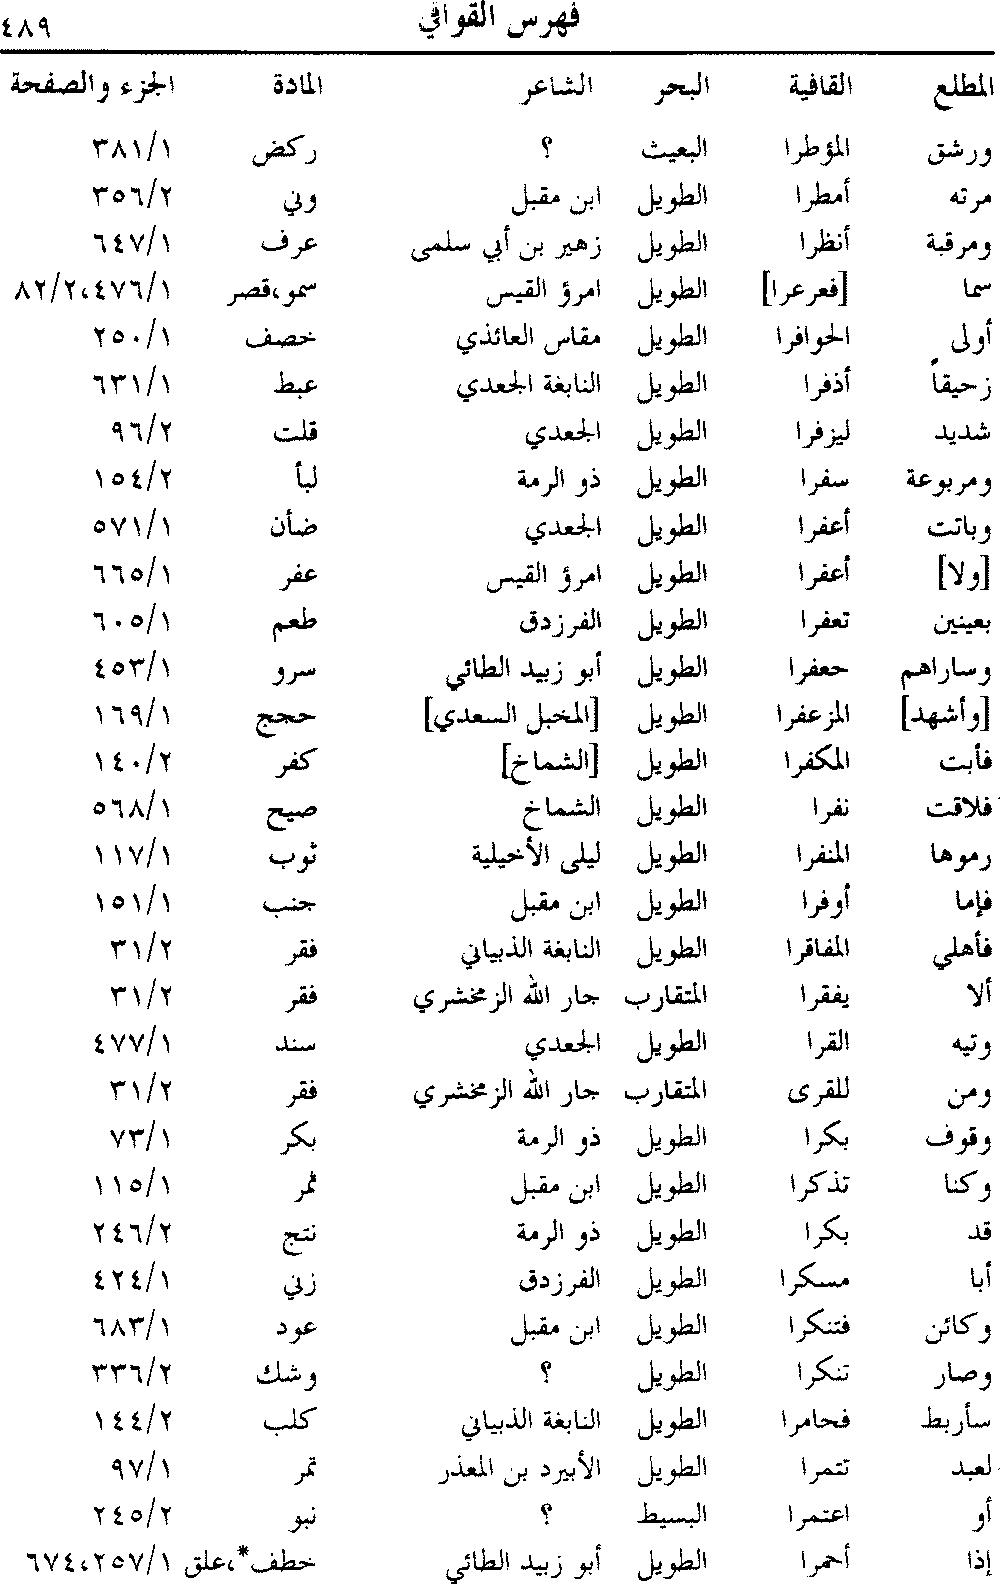 فهرس القوافي ٤٨٩
المطلع القافية البحر الشاعر المادة الجزء والصفحة
ورشق المؤطرا البعيث ؟ ركض ٣٨١/١
مرته أمطرا الطويل ابن مقبل وني ٣٥٦/٢
ومرقبة أنظرا الطويل زهير بن أبي سلمى عرف ٦٤٧/١
سما [فعرعرا] الطويل امرؤ القيس سمو،قصر ٨٢/٢،٤٧٦/١
أولى الحوافرا الطويل مقاس العائذي خصف ٢٥٠/١
زحيقاً أذفرا الطويل النابغة الجعدي عبط ٦٣١/١
شديد ليزفرا الطويل الجعدي قلت ٩٦/٢
ومربوعة سفرا الطويل ذو الرمة لبأ ١٥٤/٢
وباتت أعفرا الطويل الجعدي ضأن ٥٧١/١
[ولا] أعفرا الطويل امرؤ القيس عفر ٦٦٥/١
بعينين تعفرا الطويل الفرزدق طعم ٦٠٥/١
وساراهم حعفرا الطويل أبو زبيد الطائي سرو ٤٥٣/١
[وأشهد] المزعفرا الطويل [المخبل السعدي] حجج ١٦٩/١
فأبت المكفرا الطويل [الشماخ] كفر ١٤٠/٢
فلاقت نفرا الطويل الشماخ صيح ٥٦٨/١
رموها المنفرا الطويل ليلى الأخيلية ثوب ١١٧/١
فإما أوفرا الطويل ابن مقبل جنب ١٥١/١
فأهلي المفاقرا الطويل النابغة الذبياني فقر ٣١/٢
ألا يفقرا المتقارب جار الله الزمخشري فقر ٣١/٢
وتيه القرا الطويل الجعدي سند ٤٧٧/١
ومن للقرى المتقارب جار الله الزمخشري فقر ٣١/٢
وقوف بكرا الطويل ذو الرمة بكر ٧٣/١
وكنا تذكرا الطويل ابن مقبل ثمر ١١٥/١
قد بكرا الطويل ذو الرمة نتج ٢٤٦/٢
أبا مسكرا الطويل الفرزدق زني ٤٢٤/١
وكائن فتنكرا الطويل ابن مقبل عود ٦٨٣/١
وصار تنكرا الطويل ؟ وشك ٣٣٦/٢
سأربط فحامرا الطويل النابغة الذبياني كلب ١٤٤/٢
لعبد تتمرا الطويل الأبيرد بن المعذر تمر ٩٧/١
أو اعتمرا البسيط ؟ نبو ٢٤٥/٢
إذا أحمرا الطويل أبو زبيد الطائي خطف*،علق ٦٧٤،٢٥٧/١